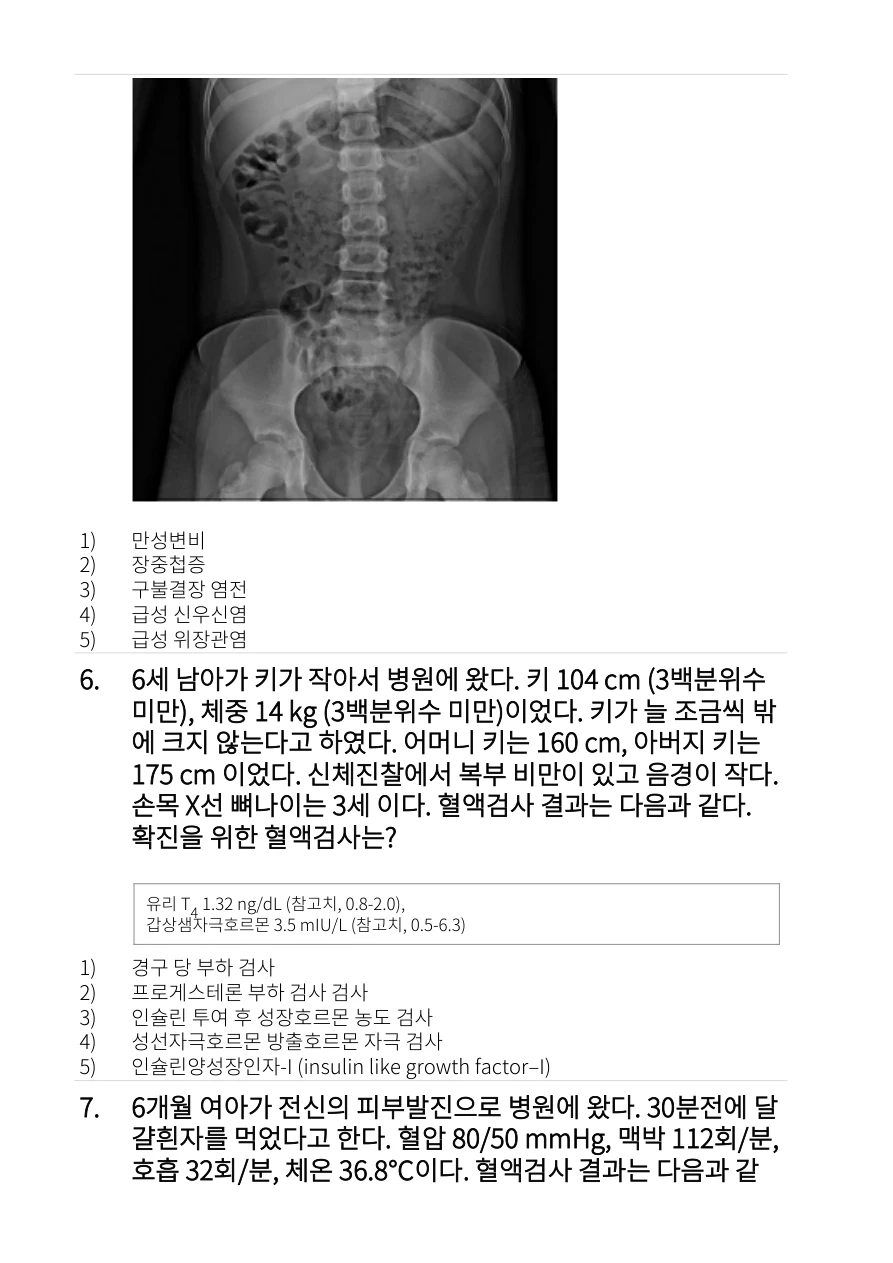 1) 만성변비
2) 장중첩증
3) 구불결장 염전
4) 급성 신우신염
5) 급성 위장관염
6. 6세 남아가 키가 작아서 병원에 왔다. 키 104 cm (3백분위수
미만), 체중 14 kg (3백분위수 미만)이었다. 키가 늘 조금씩 밖
에 크지 않는다고 하였다. 어머니 키는 160 cm, 아버지 키는
175 cm 이었다. 신체진찰에서 복부 비만이 있고 음경이 작다.
손목 X선 뼈나이는 3세 이다. 혈액검사 결과는 다음과 같다.
확진을 위한 혈액검사는?
유리 T4 1.32 ng/dL (참고치, 0.8-2.0),
갑상샘자극호르몬 3.5 mIU/L (참고치, 0.5-6.3)
1) 경구 당 부하 검사
2) 프로게스테론 부하 검사 검사
3) 인슐린 투여 후 성장호르몬 농도 검사
4) 성선자극호르몬 방출호르몬 자극 검사
5) 인슐린양성장인자-I (insulin like growth factor–I)
7. 6개월 여아가 전신의 피부발진으로 병원에 왔다. 30분전에 달
걀흰자를 먹었다고 한다. 혈압 80/50 mmHg, 맥박 112회/분,
호흡 32회/분, 체온 36.8°C이다. 혈액검사 결과는 다음과 같